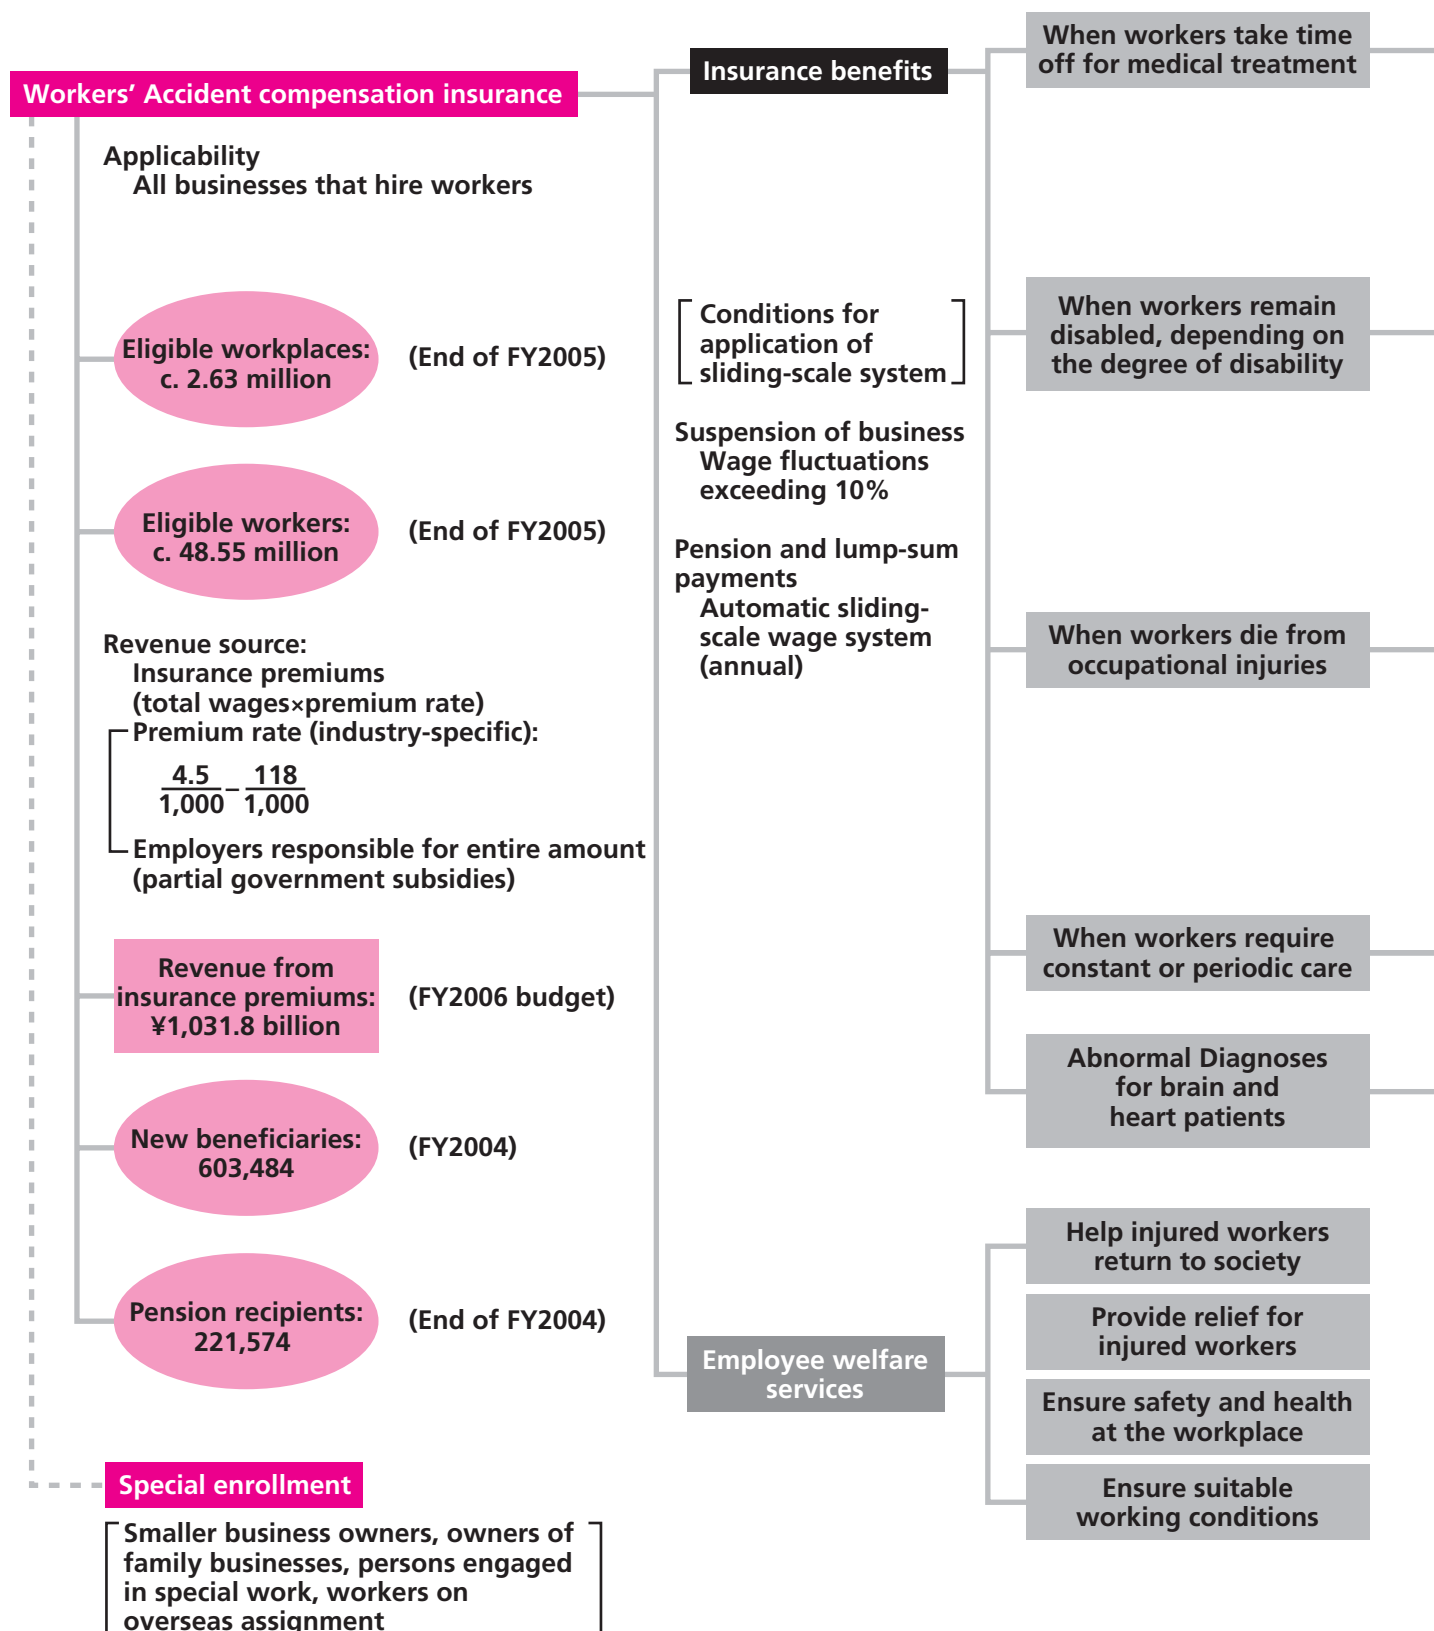 Workers’ Accident compensation insurance
Applicability
All businesses that hire workers
Eligible workplaces:
c. 2.63 million
(End of FY2005)
Eligible workers:
c. 48.55 million
(End of FY2005)
Revenue source:
Insurance premiums
(total wages×premium rate)
Premium rate (industry-specific):
4.5
1,000
–
118
1,000
Employers responsible for entire amount
(partial government subsidies)
Revenue from
insurance premiums:
¥1,031.8 billion
(FY2006 budget)
New beneficiaries:
603,484
(FY2004)
Pension recipients:
221,574
(End of FY2004)
Special enrollment
Smaller business owners, owners of
family businesses, persons engaged
in special work, workers on
overseas assignment
Insurance benefits
Conditions for
application of
sliding-scale system
Suspension of business
Wage fluctuations
exceeding 10%
Pension and lump-sum
payments
Automatic sliding-
scale wage system
(annual)
Employee welfare
services
When workers take time
off for medical treatment
When workers remain
disabled, depending on
the degree of disability
When workers die from
occupational injuries
When workers require
constant or periodic care
Abnormal Diagnoses
for brain and
heart patients
Help injured workers
return to society
Provide relief for
injured workers
Ensure safety and health
at the workplace
Ensure suitable
working conditions